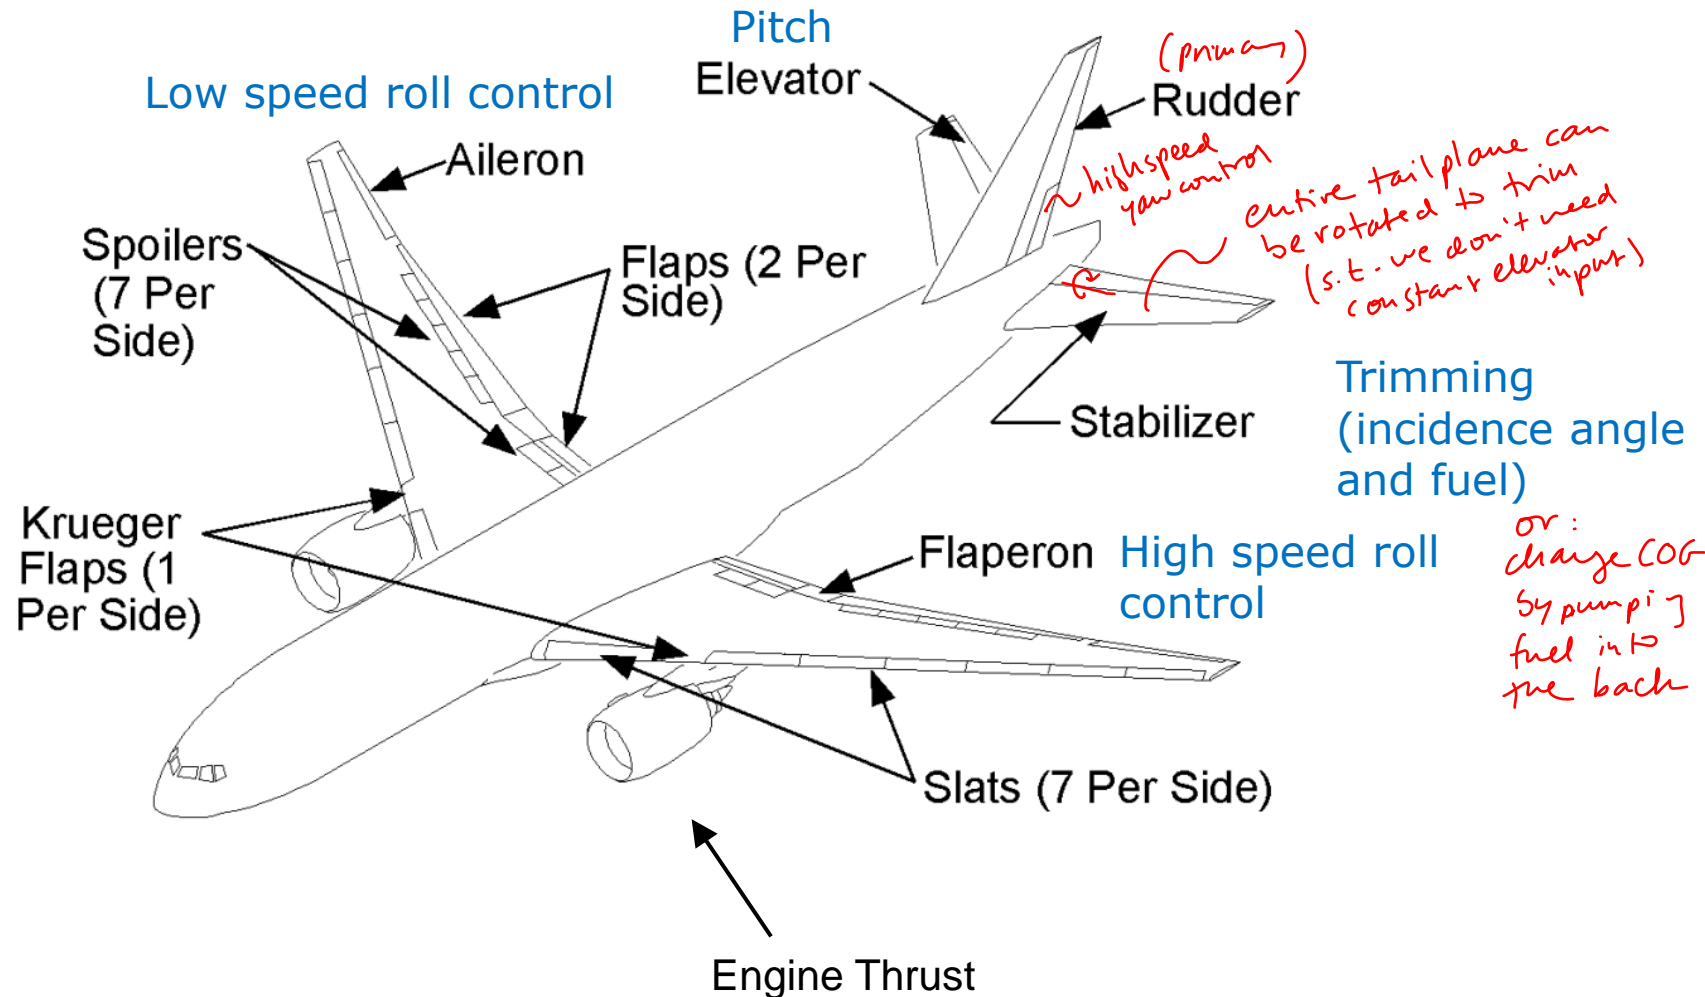 Pitch
Elevator
(primary)
Rudder
Low speed roll control
Aileron
highspeed
yaw control
entire tailplane can
be rotated to trim
(s.t. we don't need
constant elevator
input)
Spoilers
(7 Per
Side)
Flaps (2 Per
Side)
Stabilizer
Trimming
(incidence angle
and fuel)
or:
change COG
by pumping
fuel into
the back
Krueger
Flaps (1
Per Side)
Flaperon
High speed roll
control
Slats (7 Per Side)
Engine Thrust